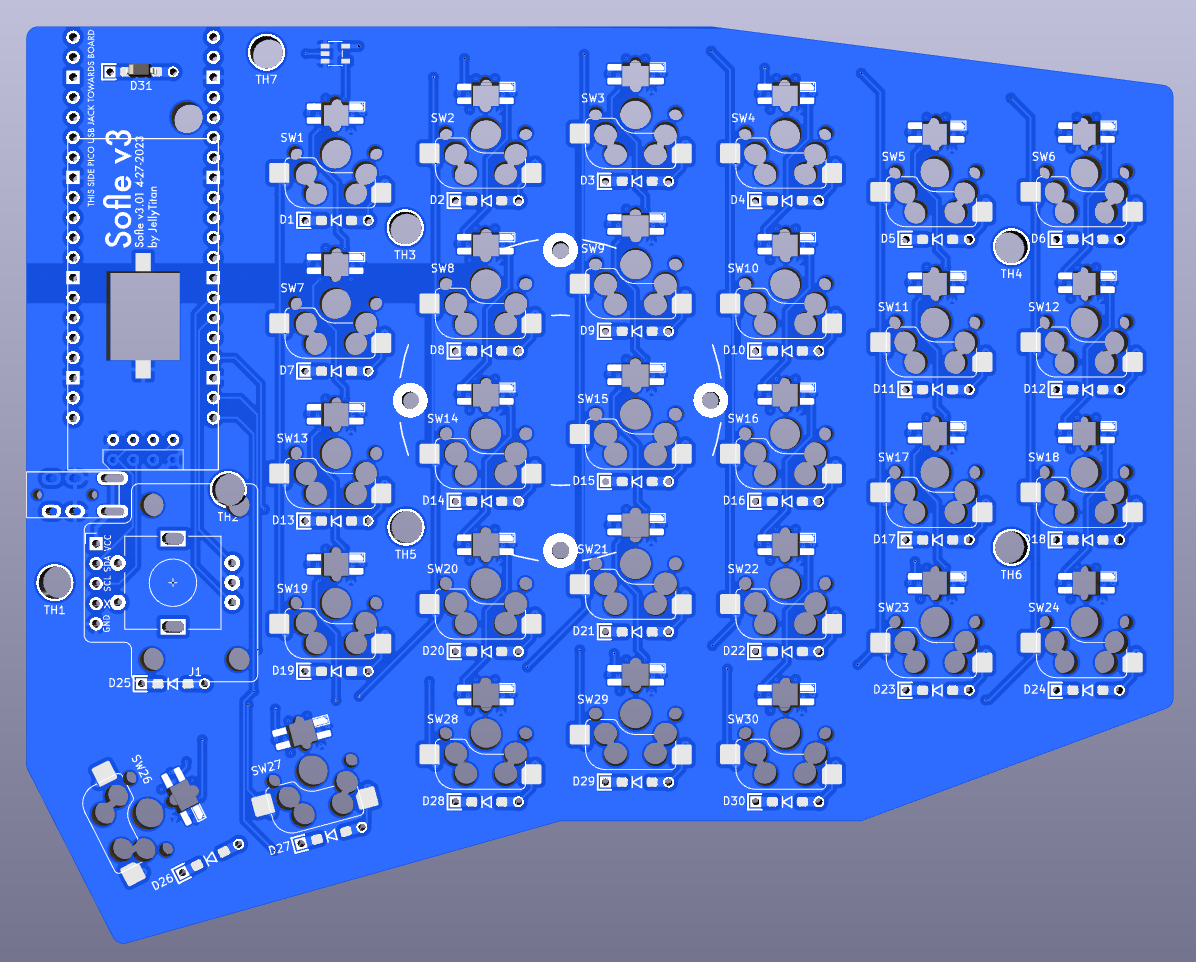 THIS SIDE PICO USB JACK TOWARDS BOARD
D31
TH7
Sofle v3
Sofle v3.01 4-27-2023
by JellyTitan
SW1
SW2
SW3
SW4
SW5
SW6
D1
D2
D3
D4
D5
D6
TH3
TH4
SW7
SW8
SW9
SW10
SW11
SW12
D7
D8
D9
D10
D11
D12
SW13
SW14
SW15
SW16
SW17
SW18
D13
D14
D15
D16
D17
D18
TH2
TH5
TH6
TH1
VCC
SDA
SCL
X
GND
J1
D25
SW19
SW20
SW21
SW22
SW23
SW24
D19
D20
D21
D22
D23
D24
SW26
SW27
SW28
SW29
SW30
D26
D27
D28
D29
D30